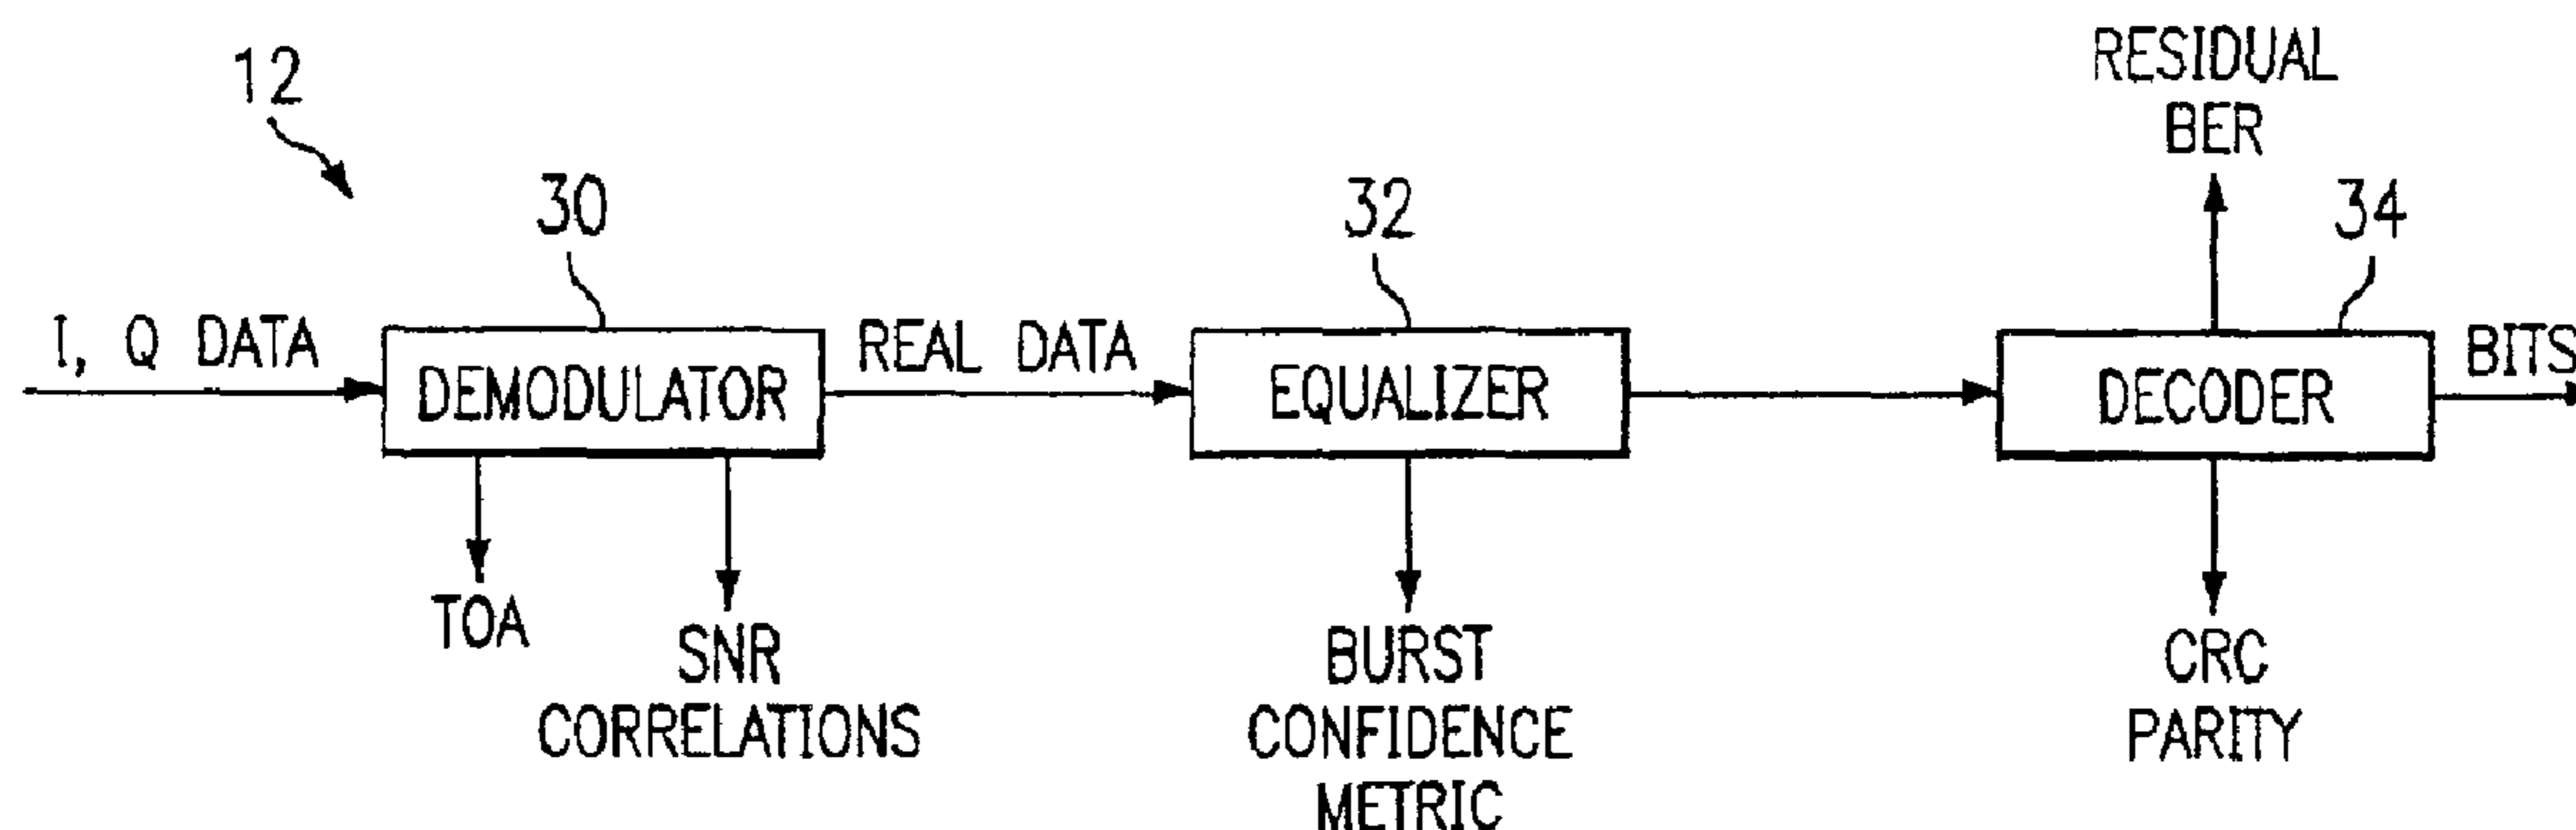 12
RESIDUAL
BER
30
32
34
I, Q DATA
DEMODULATOR
REAL DATA
EQUALIZER
DECODER
BITS
TOA
SNR
CORRELATIONS
BURST
CONFIDENCE
METRIC
CRC
PARITY